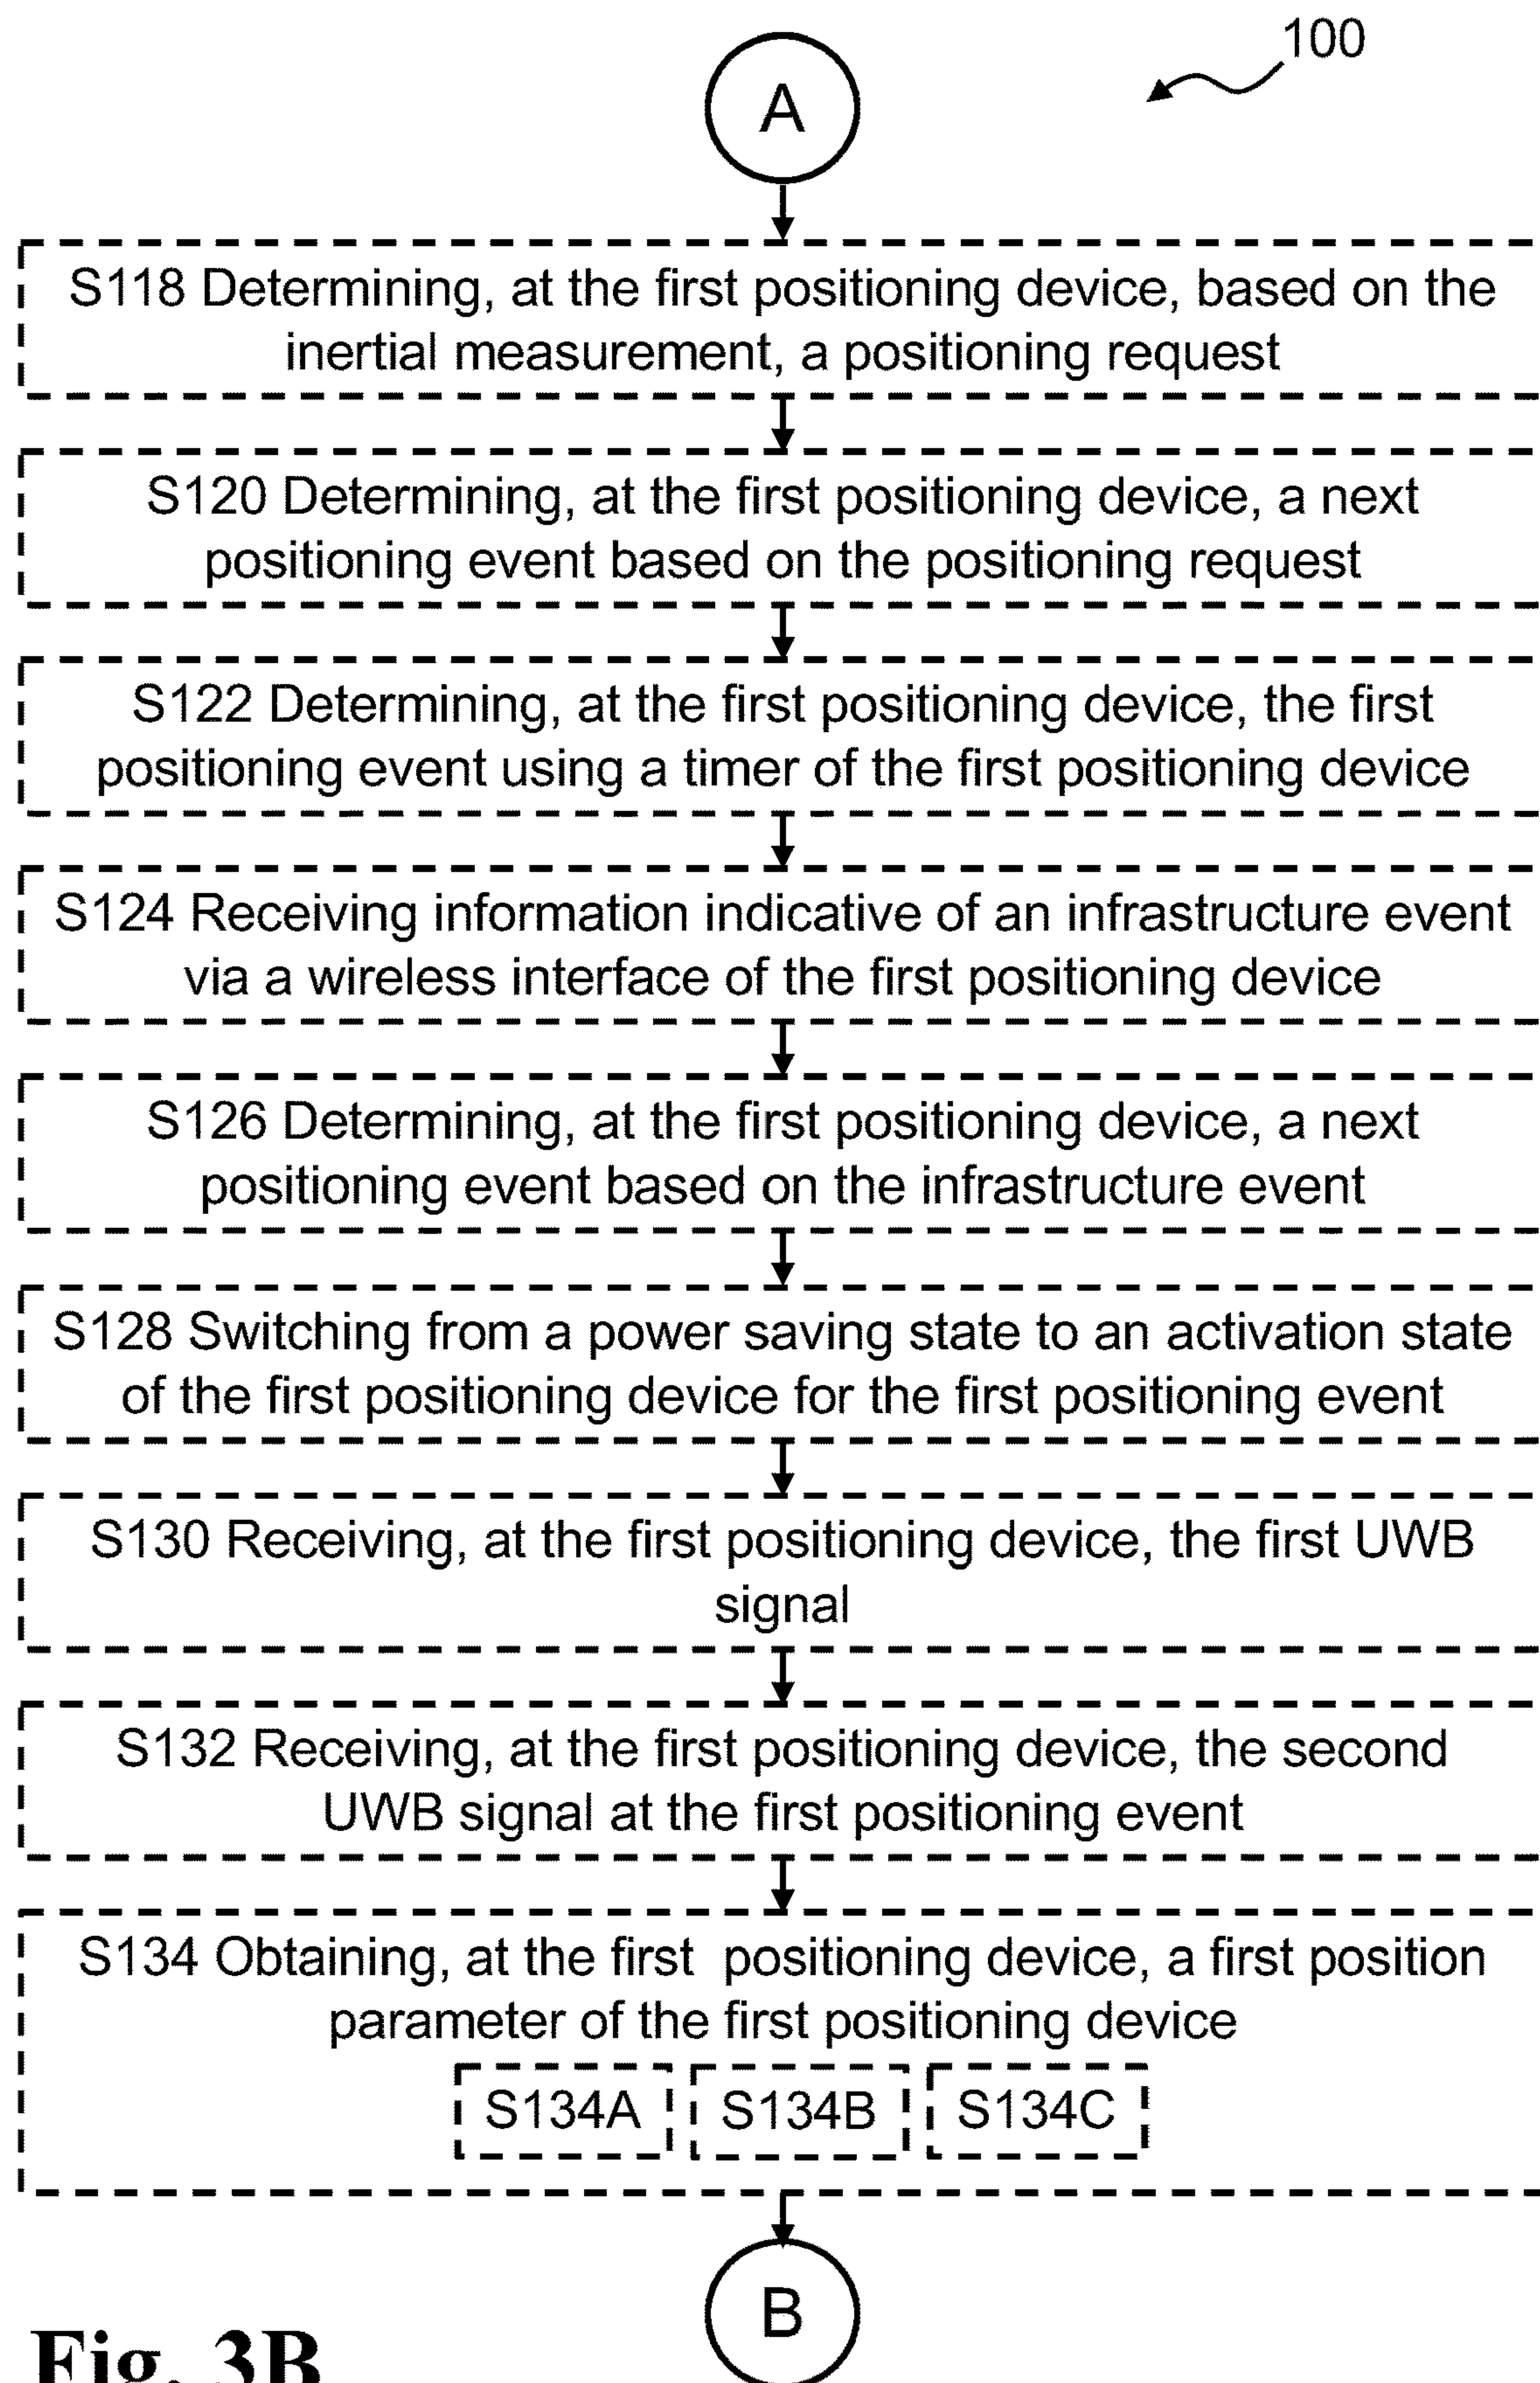 100
A
S118 Determining, at the first positioning device, based on the
inertial measurement, a positioning request
S120 Determining, at the first positioning device, a next
positioning event based on the positioning request
S122 Determining, at the first positioning device, the first
positioning event using a timer of the first positioning device
S124 Receiving information indicative of an infrastructure event
via a wireless interface of the first positioning device
S126 Determining, at the first positioning device, a next
positioning event based on the infrastructure event
S128 Switching from a power saving state to an activation state
of the first positioning device for the first positioning event
S130 Receiving, at the first positioning device, the first UWB
signal
S132 Receiving, at the first positioning device, the second
UWB signal at the first positioning event
S134 Obtaining, at the first positioning device, a first position
parameter of the first positioning device
S134A S134B S134C
B
Fig. 3B